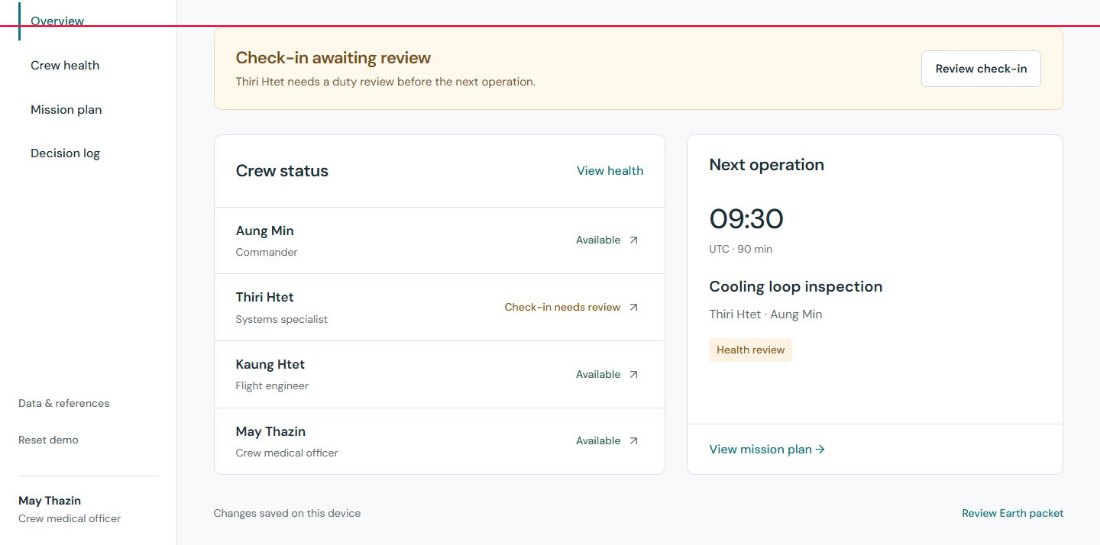 Overview
Crew health
Mission plan
Decision log
Data & references
Reset demo
May Thazin
Crew medical officer
Check-in awaiting review
Thiri Htet needs a duty review before the next operation.
Review check-in
Crew status
View health
Aung Min
Commander
Available
Thiri Htet
Systems specialist
Check-in needs review
Kaung Htet
Flight engineer
Available
May Thazin
Crew medical officer
Available
Next operation
09:30
UTC · 90 min
Cooling loop inspection
Thiri Htet · Aung Min
Health review
View mission plan →
Changes saved on this device
Review Earth packet